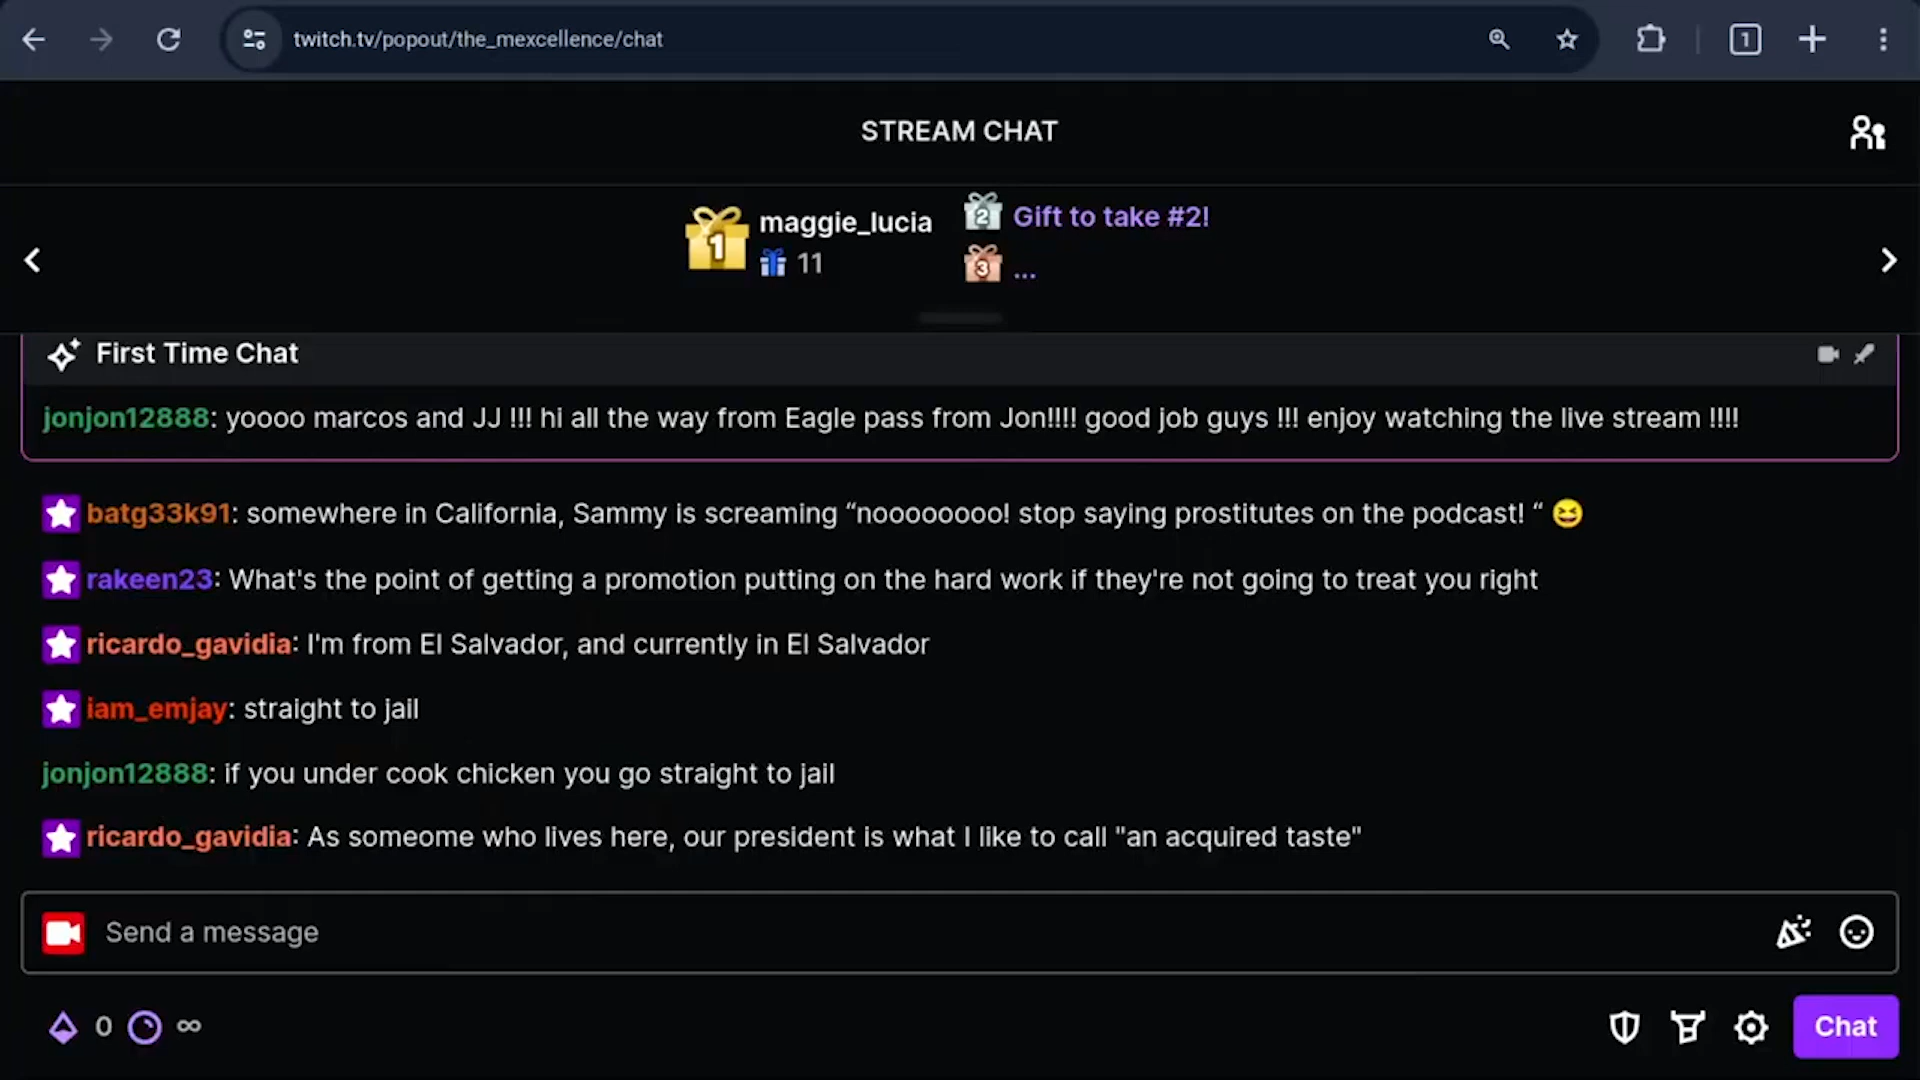 twitch.tv/popout/the_mexcellence/chat
1
STREAM CHAT
1
maggie_lucia
11
2 Gift to take #2!
3 ...
First Time Chat
jonjon12888: yoooo marcos and JJ !!! hi all the way from Eagle pass from Jon!!!! good job guys !!! enjoy watching the live stream !!!!
batg33k91: somewhere in California, Sammy is screaming “noooooooo! stop saying prostitutes on the podcast! “ 😆
rakeen23: What's the point of getting a promotion putting on the hard work if they're not going to treat you right
ricardo_gavidia: I'm from El Salvador, and currently in El Salvador
iam_emjay: straight to jail
jonjon12888: if you under cook chicken you go straight to jail
ricardo_gavidia: As someone who lives here, our president is what I like to call "an acquired taste"
Send a message
0 ∞
Chat